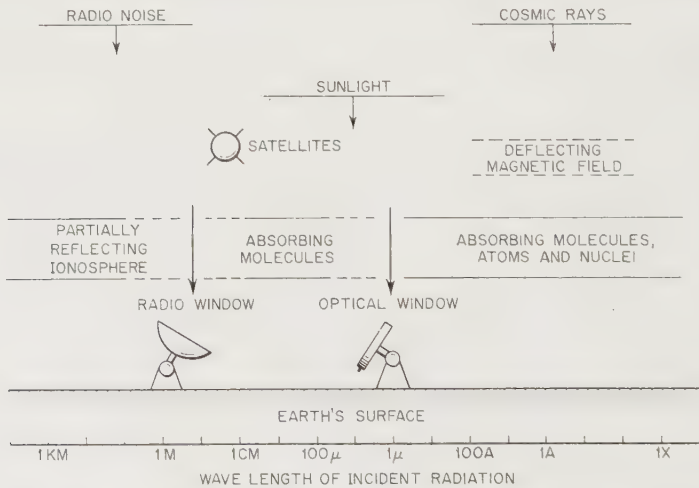 RADIO NOISE
COSMIC RAYS
SUNLIGHT
SATELLITES
DEFLECTING
MAGNETIC FIELD
PARTIALLY
REFLECTING
IONOSPHERE
ABSORBING
MOLECULES
ABSORBING MOLECULES,
ATOMS AND NUCLEI
RADIO WINDOW
OPTICAL WINDOW
EARTH'S SURFACE
1KM 1M 1CM 100μ 1μ 100A 1A 1X
WAVE LENGTH OF INCIDENT RADIATION